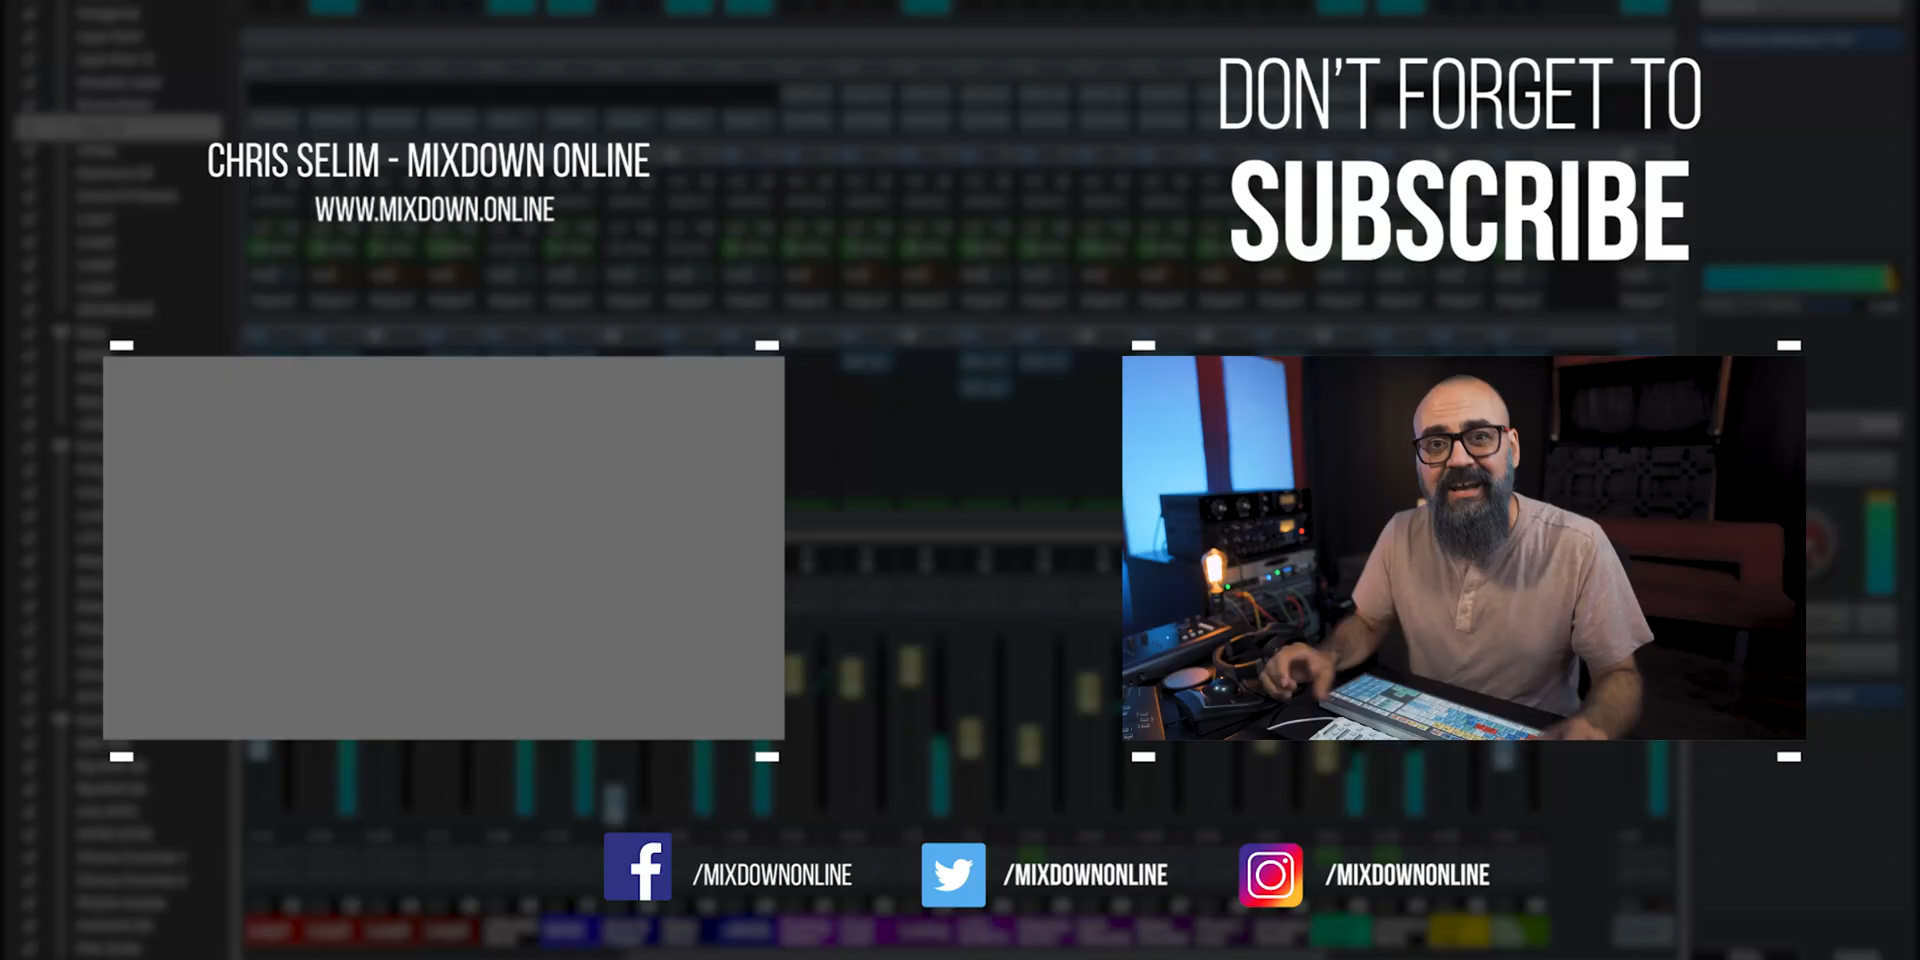 CHRIS SELIM - MIXDOWN ONLINE
WWW.MIXDOWN.ONLINE
DON'T FORGET TO
SUBSCRIBE
/MIXDOWNONLINE
/MIXDOWNONLINE
/MIXDOWNONLINE